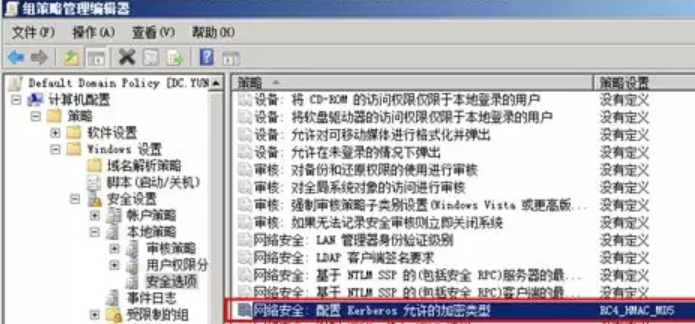 组策略管理编辑器
文件(F) 操作(A) 查看(V) 帮助(H)
Default Domain Policy [DC.YUN
计算机配置
策略
软件设置
Windows 设置
域名解析策略
脚本(启动/关机)
安全设置
帐户策略
本地策略
审核策略
用户权限分
安全选项
事件日志
受限制的组
策略 策略设置
设备: 将 CD-ROM 的访问权限仅限于本地登录的用户 没有定义
设备: 将软盘驱动器的访问权限仅限于本地登录的用户 没有定义
设备: 允许对可移动媒体进行格式化并弹出 没有定义
设备: 允许在未登录的情况下弹出 没有定义
审核: 对备份和还原权限的使用进行审核 没有定义
审核: 对全局系统对象的访问进行审核 没有定义
审核: 强制审核策略子类别设置(Windows Vista 或更高版... 没有定义
审核: 如果无法记录安全审核则立即关闭系统 没有定义
网络安全: LAN 管理器身份验证级别 没有定义
网络安全: LDAP 客户端签名要求 没有定义
网络安全: 基于 NTLM SSP 的(包括安全 RPC)服务器的最... 没有定义
网络安全: 基于 NTLM SSP 的(包括安全 RPC)客户端的最... 没有定义
网络安全: 配置 Kerberos 允许的加密类型 RC4_HMAC_MD5